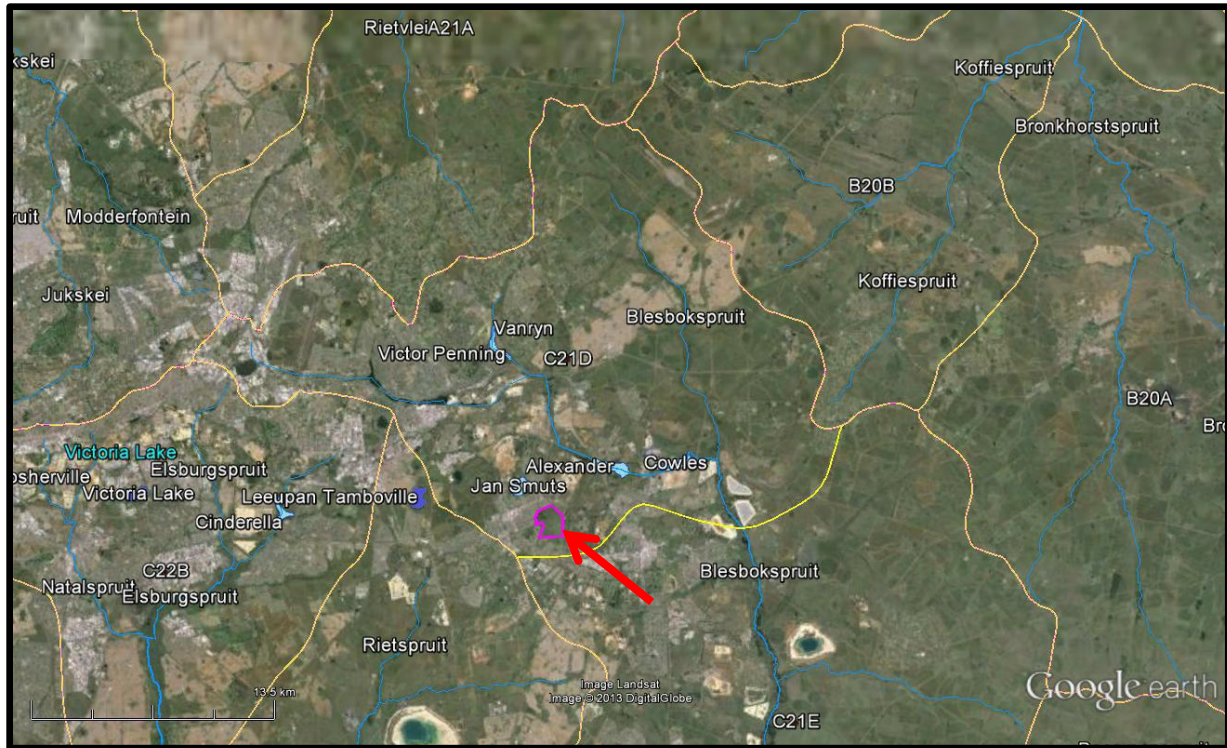 RietvleiA21A
kskei
Koffiespruit
Bronkhorstspruit
B20B
ruit
Modderfontein
Koffiespruit
Jukskei
Blesbokspruit
Vanryn
Victor Penning
C21D
B20A
Bro
Victoria Lake
Elsburgspruit
osherville
Alexander
Cowles
Jan Smuts
Victoria Lake
Leeupan Tamboville
Cinderella
C22B
Natalspruit
Elsburgspruit
Blesbokspruit
Rietspruit
13.5 km
Image Landsat
Image © 2013 DigitalGlobe
Google earth
C21E